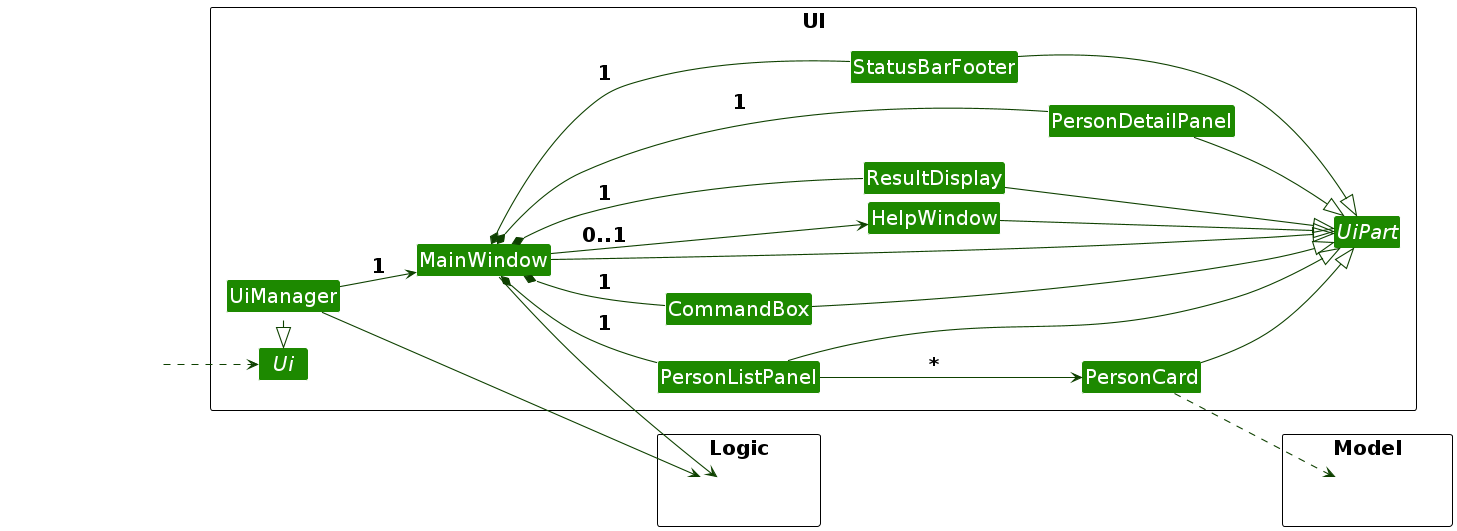 UI
1
StatusBarFooter
1
PersonDetailPanel
1
ResultDisplay
HelpWindow
0..1
UiPart
MainWindow
1
UiManager
1
CommandBox
1
Ui
*
PersonListPanel
PersonCard
Logic
Model